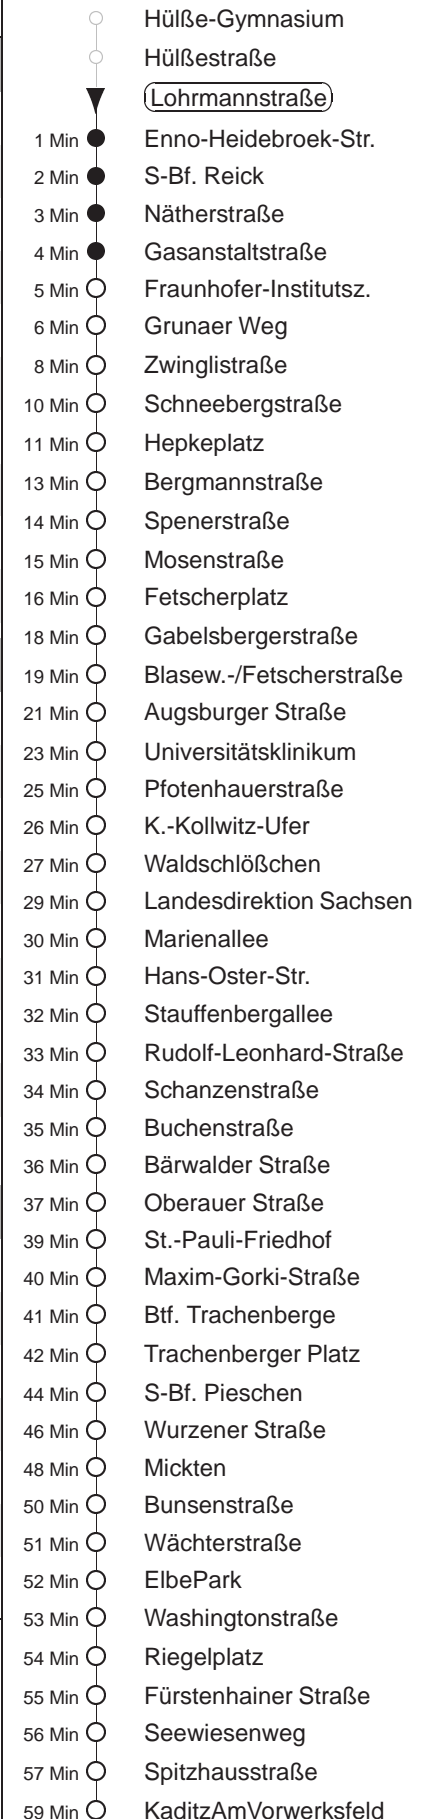 Hülße-Gymnasium
Hülßestraße
Lohrmannstraße
1 Min Enno-Heidebroek-Str.
2 Min S-Bf. Reick
3 Min Nätherstraße
4 Min Gasanstaltstraße
5 Min Fraunhofer-Institutsz.
6 Min Grunaer Weg
8 Min Zwinglistraße
10 Min Schneebergstraße
11 Min Hepkeplatz
13 Min Bergmannstraße
14 Min Spenerstraße
15 Min Mosenstraße
16 Min Fetscherplatz
18 Min Gabelsbergerstraße
19 Min Blasew.-/Fetscherstraße
21 Min Augsburger Straße
23 Min Universitätsklinikum
25 Min Pfotenhauerstraße
26 Min K.-Kollwitz-Ufer
27 Min Waldschlößchen
29 Min Landesdirektion Sachsen
30 Min Marienallee
31 Min Hans-Oster-Str.
32 Min Stauffenbergallee
33 Min Rudolf-Leonhard-Straße
34 Min Schanzenstraße
35 Min Buchenstraße
36 Min Bärwalder Straße
37 Min Oberauer Straße
39 Min St.-Pauli-Friedhof
40 Min Maxim-Gorki-Straße
41 Min Btf. Trachenberge
42 Min Trachenberger Platz
44 Min S-Bf. Pieschen
46 Min Wurzener Straße
48 Min Mickten
50 Min Bunsenstraße
51 Min Wächterstraße
52 Min ElbePark
53 Min Washingtonstraße
54 Min Riegelplatz
55 Min Fürstenhainer Straße
56 Min Seewiesenweg
57 Min Spitzhausstraße
59 Min KaditzAmVorwerksfeld